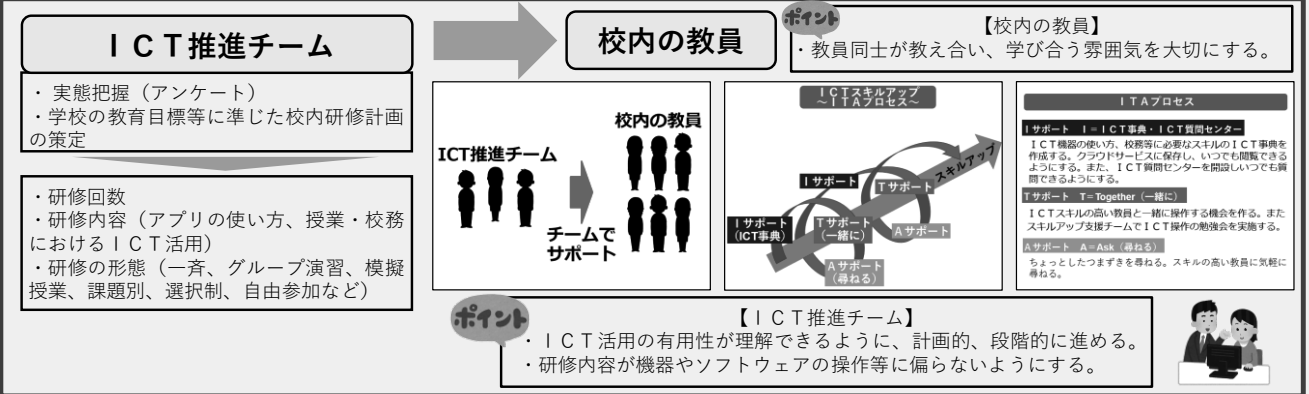 ＩＣＴ推進チーム
・ 実態把握（アンケート）
・学校の教育目標等に準じた校内研修計画
の策定
・研修回数
・研修内容（アプリの使い方、授業・校務
におけるＩＣＴ活用）
・研修の形態（一斉、グループ演習、模擬
授業、課題別、選択制、自由参加など）
校内の教員
ポイント
【校内の教員】
・教員同士が教え合い、学び合う雰囲気を大切にする。
校内の教員
ICT推進チーム
チームで
サポート
ＩＣＴスキルアップ
～ＩＴＡプロセス～
スキルアップ
Ｉサポート
Ｔサポート
Ａサポート
Ｉサポート
（ICT事典）
Ｔサポート
（一緒に）
Ａサポート
（尋ねる）
ＩＴＡプロセス
Ｉサポート　Ｉ＝ＩＣＴ事典・ＩＣＴ質問センター
ＩＣＴ機器の使い方、校務等に必要なスキルのＩＣＴ事典を
作成する。クラウドサービスに保存し、いつでも閲覧できる
ようにする。また、ＩＣＴ質問センターを開設しいつでも質
問できるようにする。
Ｔサポート　Ｔ＝Together（一緒に）
ＩＣＴスキルの高い教員と一緒に操作する機会を作る。また
スキルアップ支援チームでＩＣＴ操作の勉強会を実施する。
Ａサポート　Ａ＝Ask（尋ねる）
ちょっとしたつまずきを尋ねる。スキルの高い教員に気軽に
尋ねる。
ポイント
【ＩＣＴ推進チーム】
・ＩＣＴ活用の有用性が理解できるように、計画的、段階的に進める。
・研修内容が機器やソフトウェアの操作等に偏らないようにする。